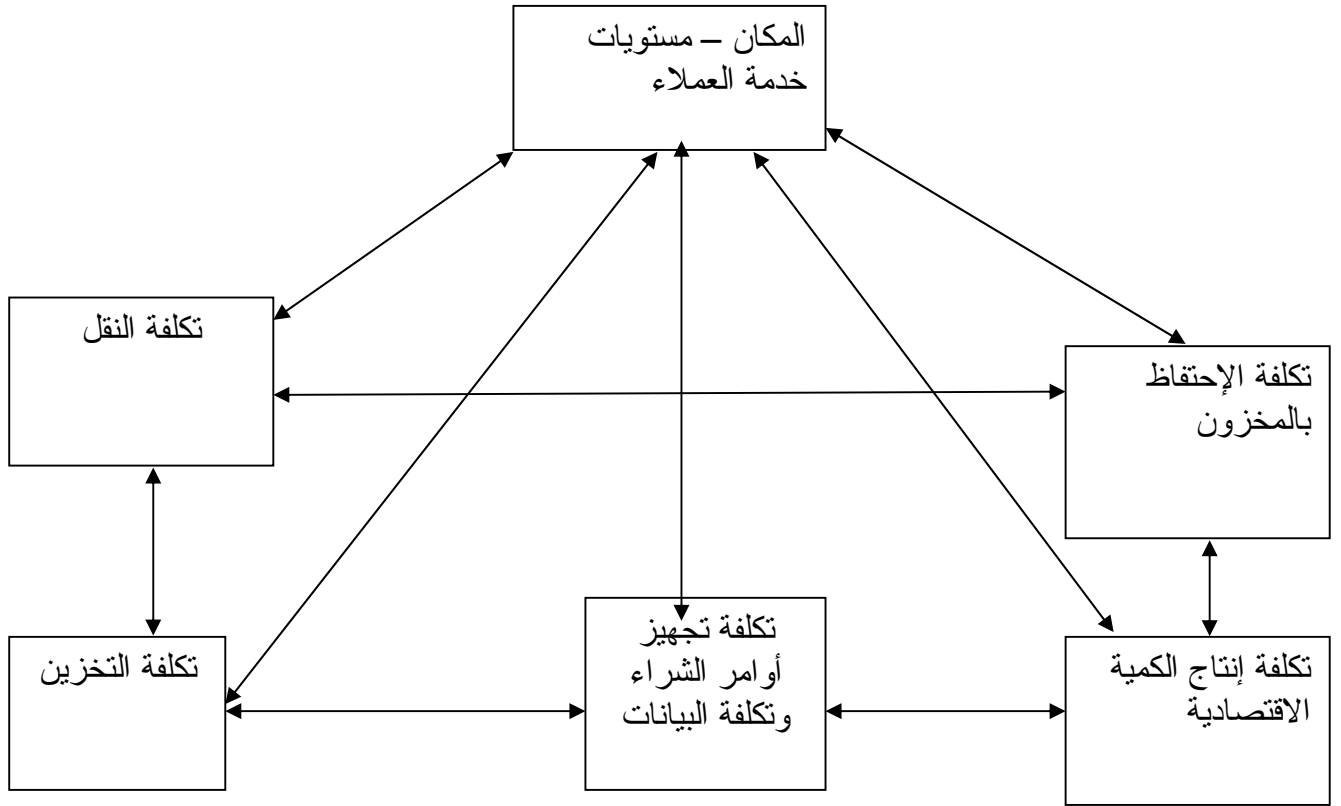 المكان – مستويات
خدمة العملاء
تكلفة النقل
تكلفة الإحتفاظ
بالمخزون
تكلفة التخزين
تكلفة تجهيز
أوامر الشراء
وتكلفة البيانات
تكلفة إنتاج الكمية
الاقتصادية